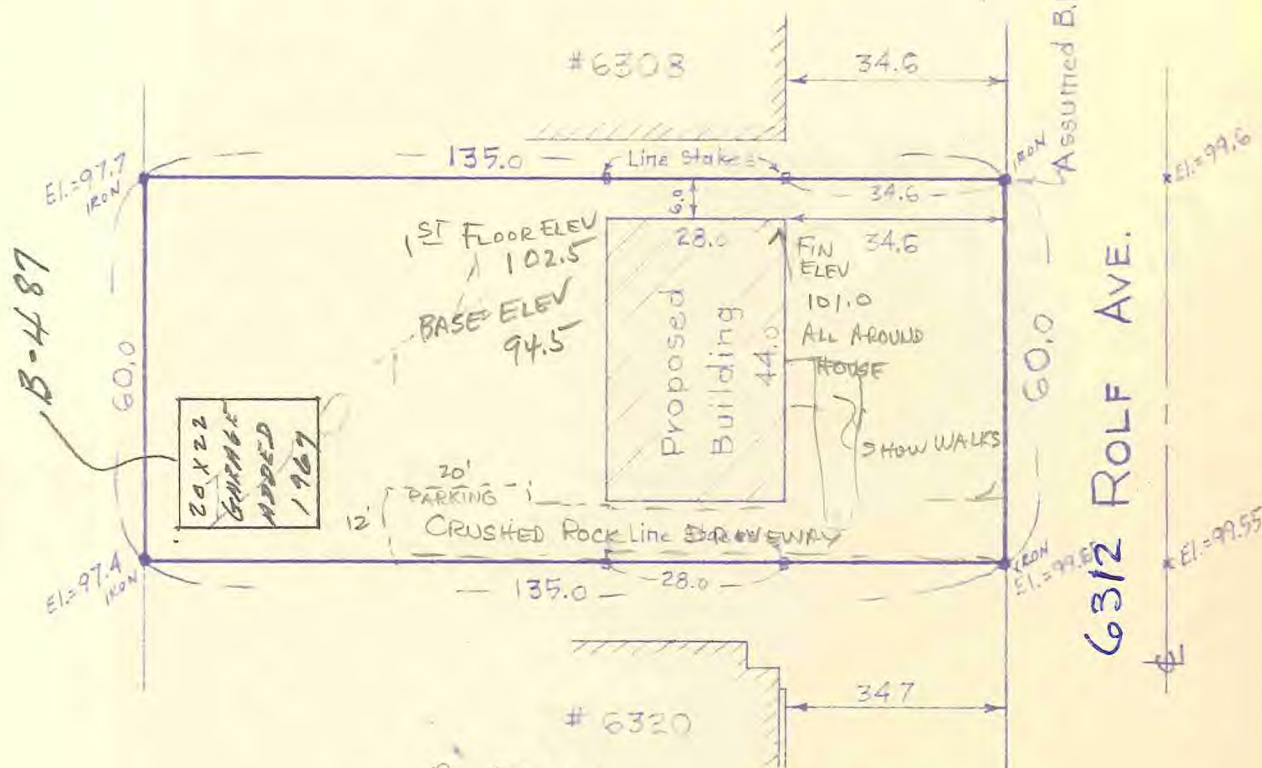 #6308
34.6
Assumed B.
El.=97.7
IRON
135.0
Line Stakes
34.6
IRON
El.=99.6
6.0
1ST FLOOR ELEV
102.5
BASE ELEV
94.5
28.0
34.6
FIN
ELEV
101.0
ALL AROUND
HOUSE
Proposed
Building
44.0
SHOW WALKS
B-487
60.0
60.0
6312 ROLF AVE.
20 X 22
GARAGE
ADDED
20'
PARKING
12'
CRUSHED ROCK Line DRIVEWAY
El.=97.4
IRON
135.0
28.0
IRON
El.=99.55
#6320
34.7